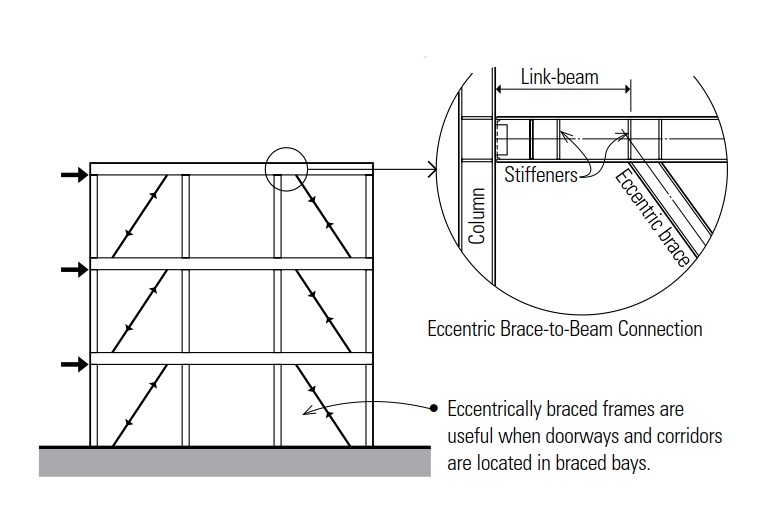 Link-beam
Stiffeners
Column
Eccentric brace
Eccentric Brace-to-Beam Connection
Eccentrically braced frames are
useful when doorways and corridors
are located in braced bays.